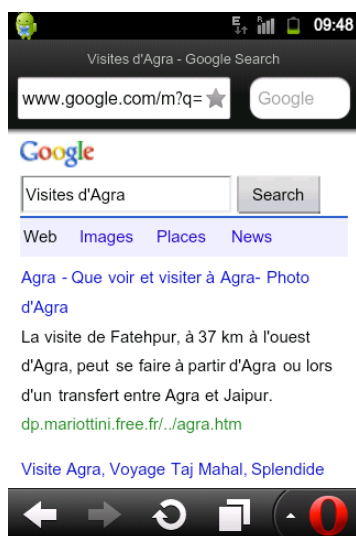 E R 09:48
Visites d'Agra - Google Search
www.google.com/m?q= Google
Google
Visites d'Agra Search
Web Images Places News
Agra - Que voir et visiter à Agra- Photo
d'Agra
La visite de Fatehpur, à 37 km à l'ouest
d'Agra, peut se faire à partir d'Agra ou lors
d'un transfert entre Agra et Jaipur.
dp.mariottini.free.fr/../agra.htm
Visite Agra, Voyage Taj Mahal, Splendide